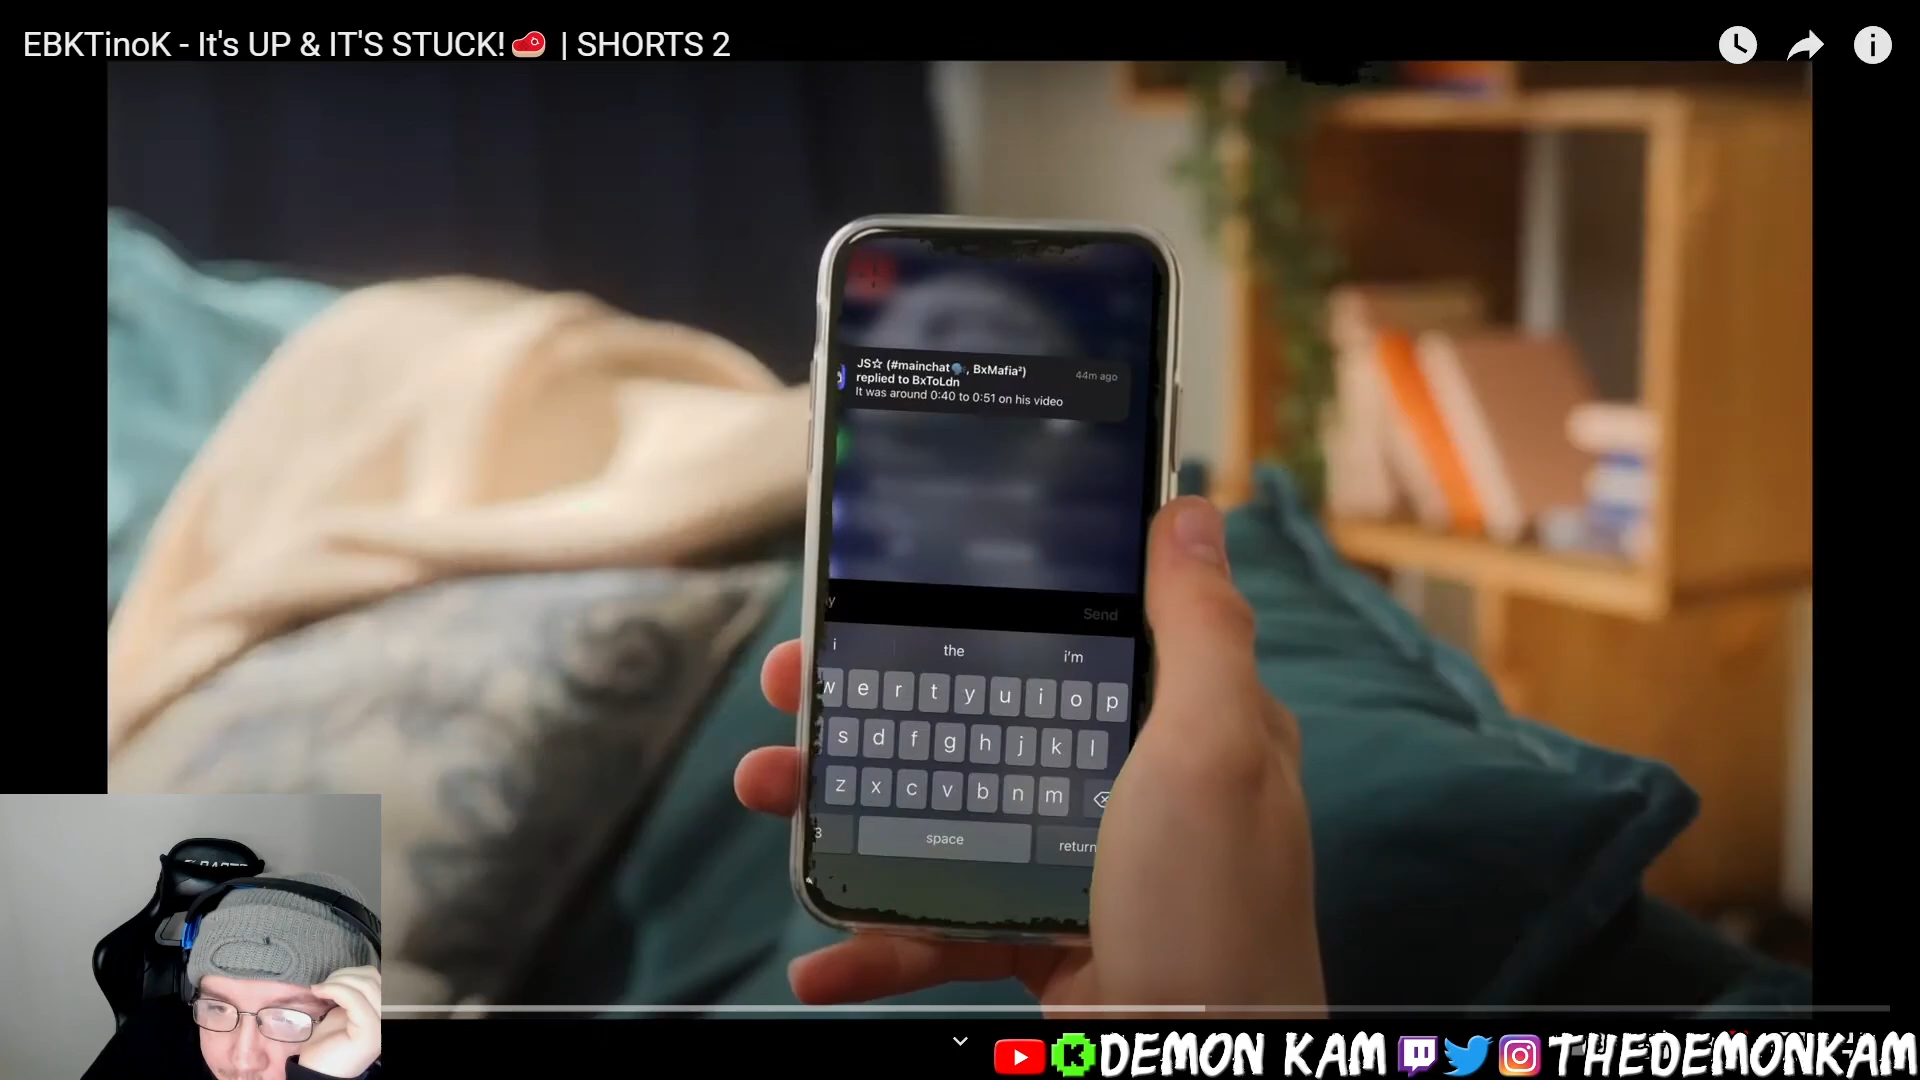 EBKTinoK - It's UP & IT'S STUCK!🥩 | SHORTS 2
JS☆ (#mainchat🗣, BxMafia²)
replied to BxToLdn
44m ago
It was around 0:40 to 0:51 on his video
y
Send
i the i'm
w e r t y u i o p
s d f g h j k l
z x c v b n m
3 space return
DEMON KAM THEDEMONKAM